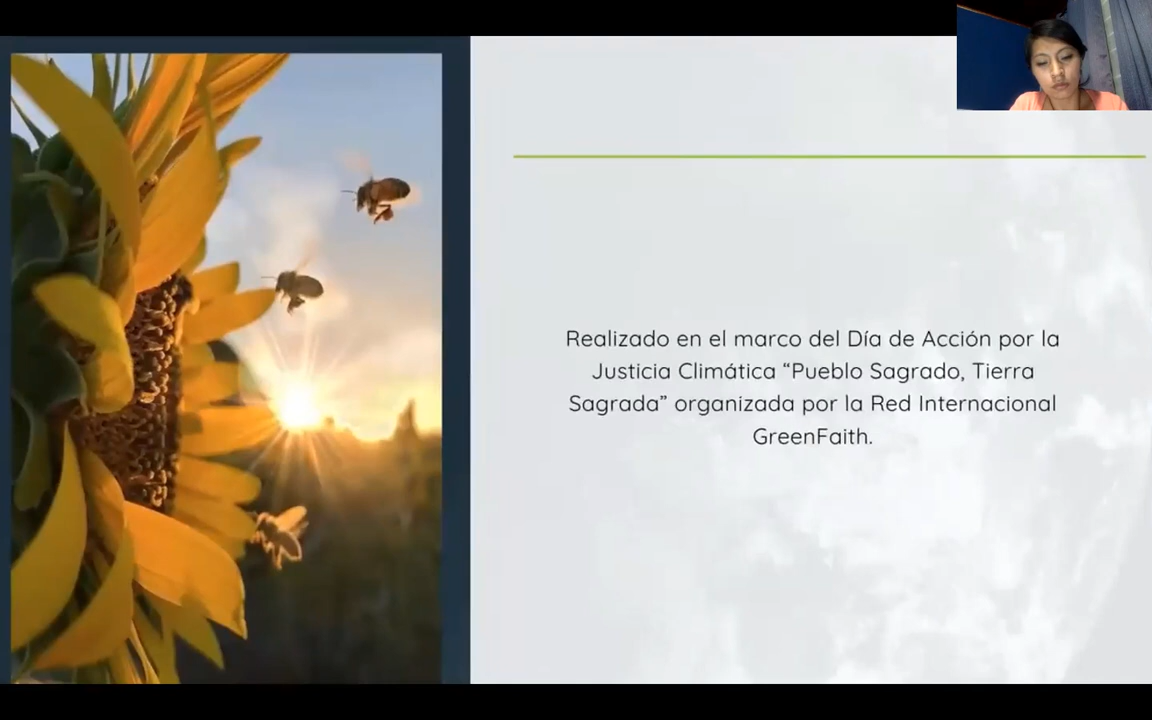 Realizado en el marco del Día de Acción por la
Justicia Climática “Pueblo Sagrado, Tierra
Sagrada” organizada por la Red Internacional
GreenFaith.